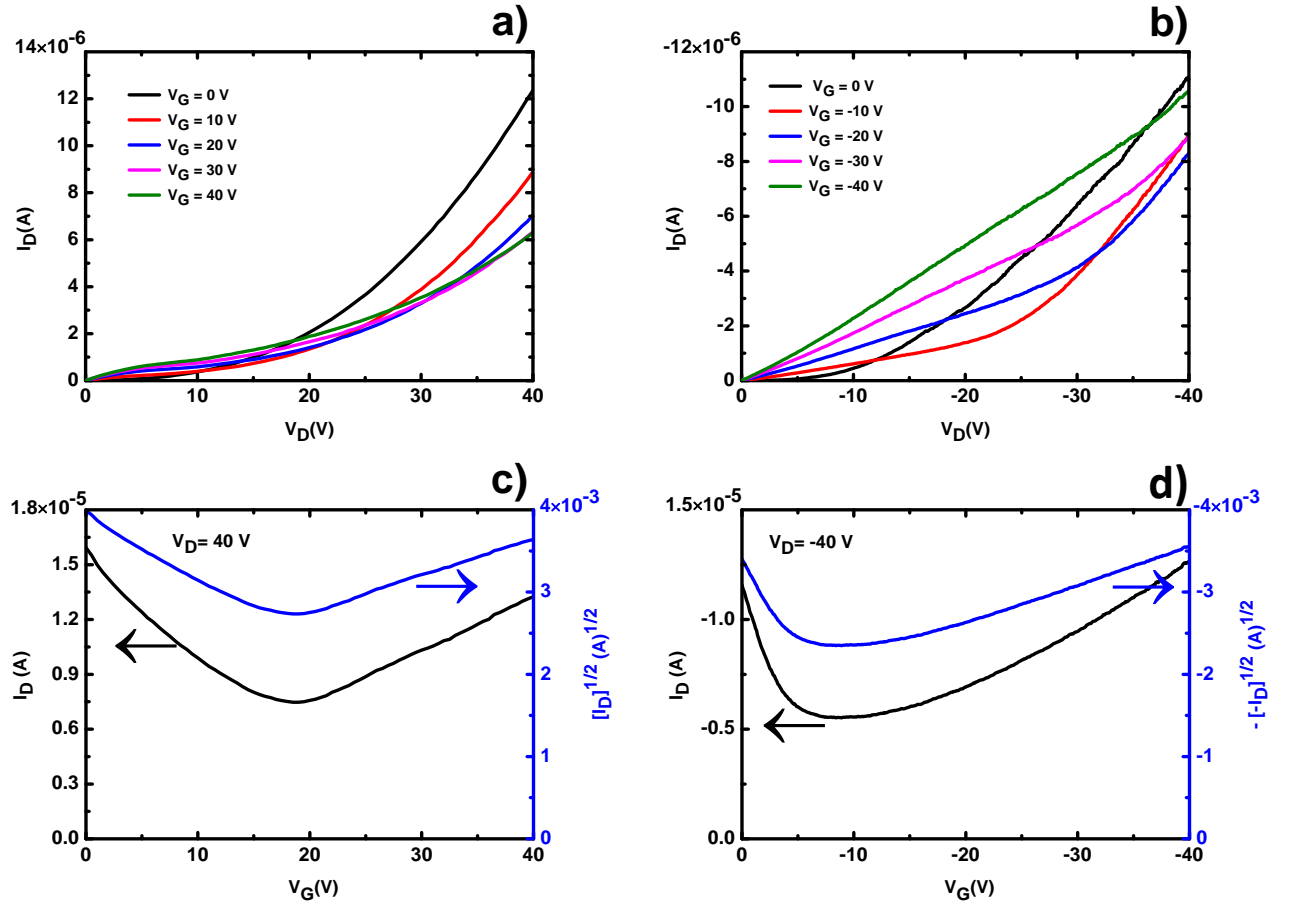 a)
14×10⁻⁶
12
10
8
6
4
2
0
I_D(A)
V_G = 0 V
V_G = 10 V
V_G = 20 V
V_G = 30 V
V_G = 40 V
0 10 20 30 40
V_D(V)
b)
-12×10⁻⁶
-10
-8
-6
-4
-2
0
I_D(A)
V_G = 0 V
V_G = -10 V
V_G = -20 V
V_G = -30 V
V_G = -40 V
0 -10 -20 -30 -40
V_D(V)
c)
1.8×10⁻⁵
1.5
1.2
0.9
0.6
0.3
0.0
I_D (A)
V_D= 40 V
4×10⁻³
3
2
1
0
[I_D]^1/2 (A)^1/2
0 10 20 30 40
V_G(V)
d)
1.5×10⁻⁵
-1.0
-0.5
0.0
I_D (A)
V_D= -40 V
-4×10⁻³
-3
-2
-1
0
- [-I_D]^1/2 (A)^1/2
0 -10 -20 -30 -40
V_G(V)